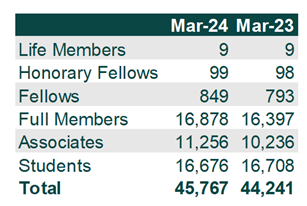 Mar-24 Mar-23
Life Members 9 9
Honorary Fellows 99 98
Fellows 849 793
Full Members 16,878 16,397
Associates 11,256 10,236
Students 16,676 16,708
Total 45,767 44,241